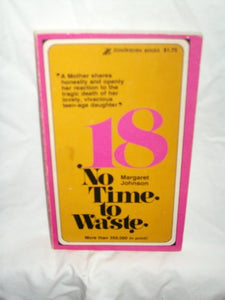 Zondervan Books $1.75
"A Mother shares
honestly and openly
her reaction to the
tragic death of her
lovely, vivacious
teen-age daughter"
18
No
Margaret
Johnson
Time
to
Waste
More than 350,000 in print!